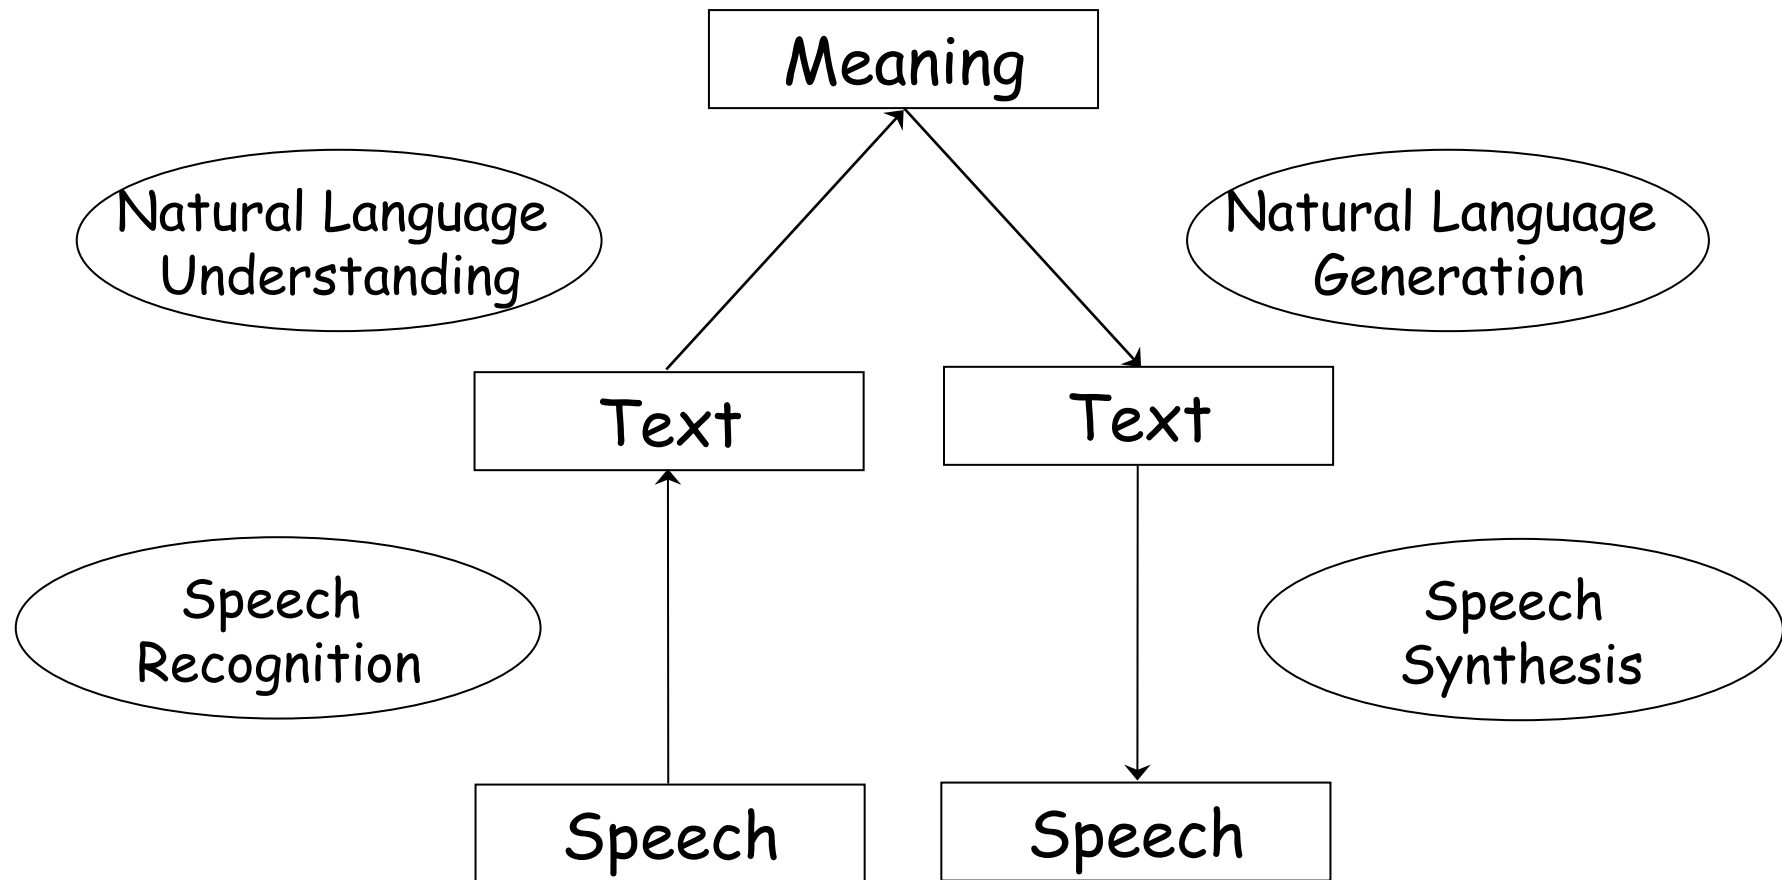 Meaning
Natural Language
Understanding
Natural Language
Generation
Text
Text
Speech
Recognition
Speech
Synthesis
Speech
Speech